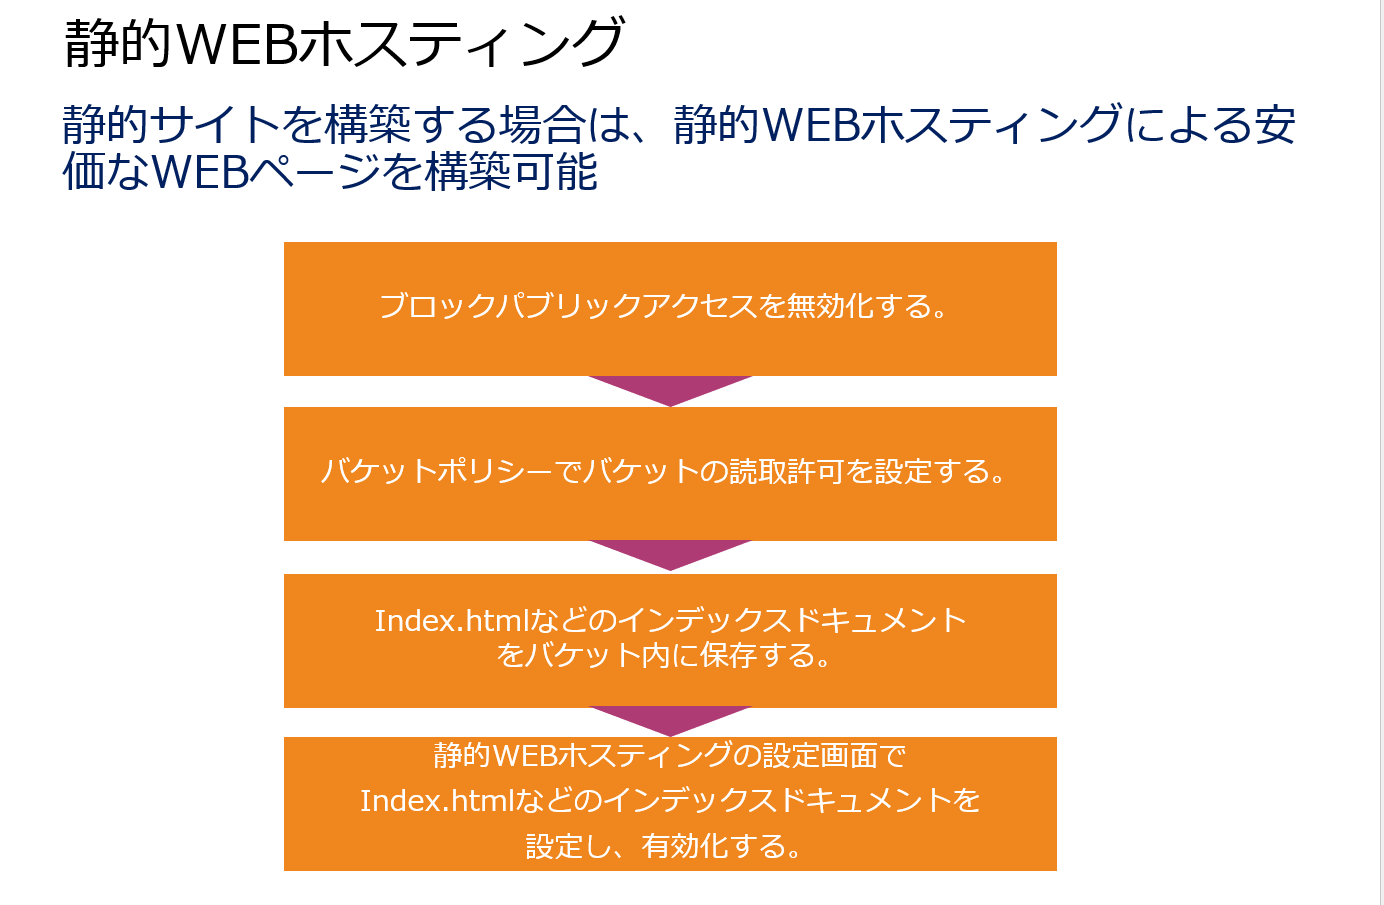 静的WEBホスティング
静的サイトを構築する場合は、静的WEBホスティングによる安
価なWEBページを構築可能
ブロックパブリックアクセスを無効化する。
バケットポリシーでバケットの読取許可を設定する。
Index.htmlなどのインデックスドキュメント
をバケット内に保存する。
静的WEBホスティングの設定画面で
Index.htmlなどのインデックスドキュメントを
設定し、有効化する。